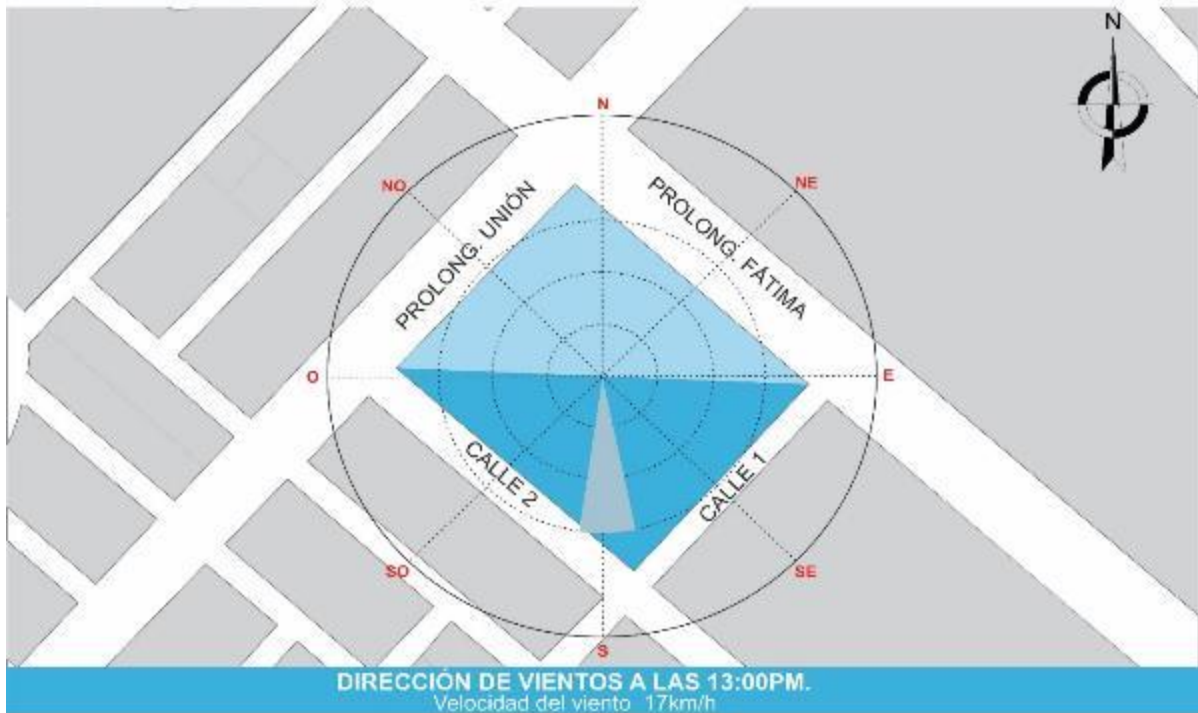 N
N
NO
NE
PROLONG. UNIÓN
PROLONG. FÁTIMA
O
E
CALLE 2
CALLE 1
SO
SE
S
DIRECCIÓN DE VIENTOS A LAS 13:00PM.
Velocidad del viento 17km/h